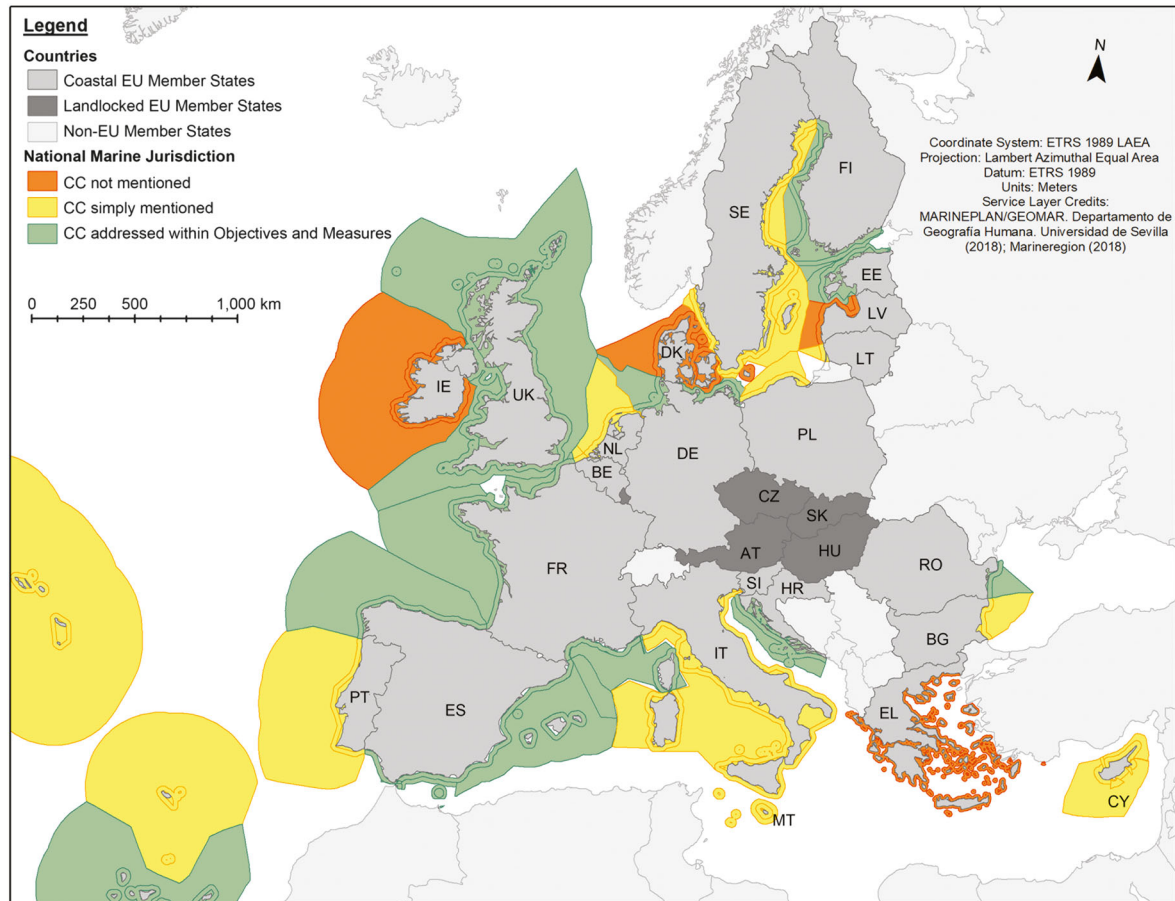 Legend
Countries
Coastal EU Member States
Landlocked EU Member States
Non-EU Member States
National Marine Jurisdiction
CC not mentioned
CC simply mentioned
CC addressed within Objectives and Measures
0 250 500 1,000 km
N
Coordinate System: ETRS 1989 LAEA
Projection: Lambert Azimuthal Equal Area
Datum: ETRS 1989
Units: Meters
Service Layer Credits:
MARINEPLAN/GEOMAR. Departamento de
Geografía Humana. Universidad de Sevilla
(2018); Marineregion (2018)
FI
SE
EE
LV
LT
DK
IE
UK
NL
BE
DE
PL
CZ
SK
AT
HU
FR
SI
HR
RO
BG
IT
PT
ES
EL
MT
CY